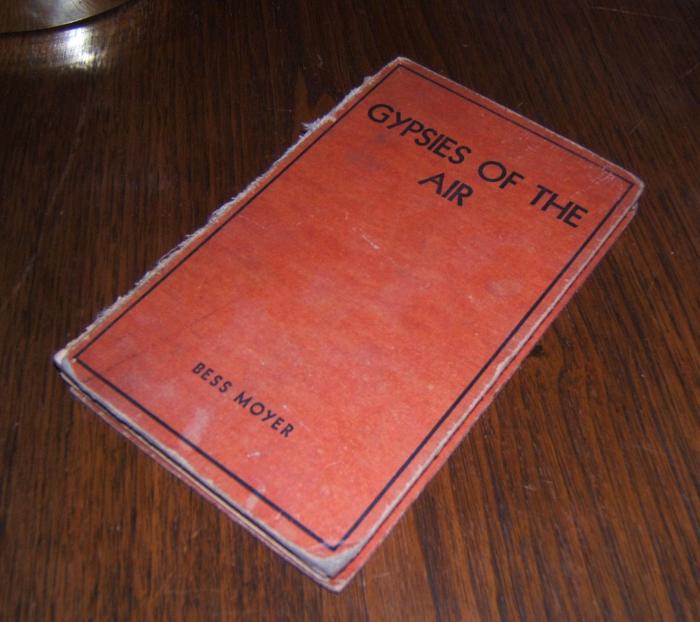 GYPSIES OF THE
AIR
BESS MOYER